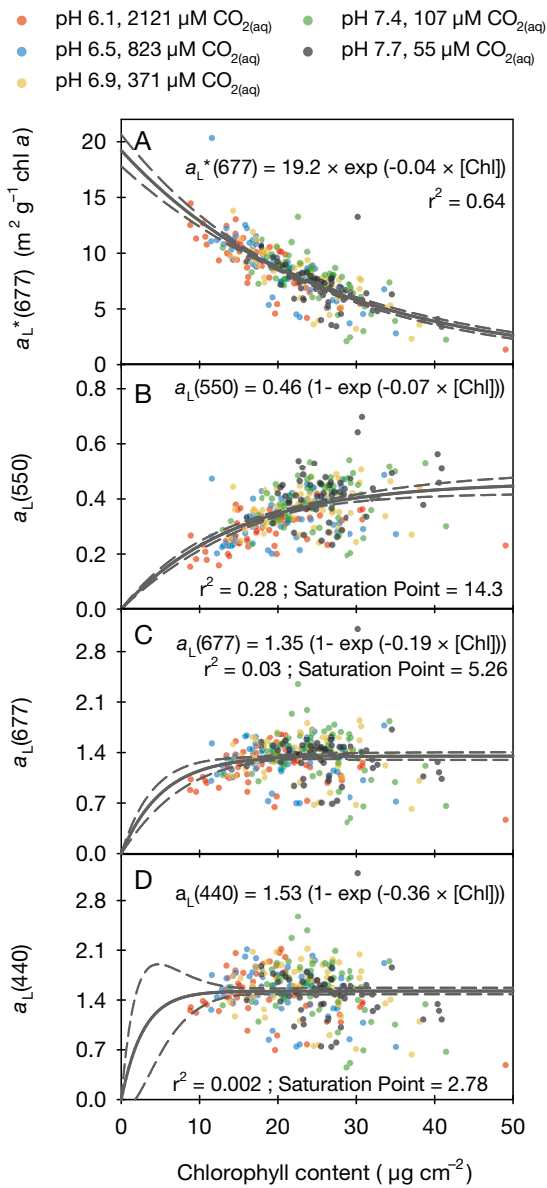 pH 6.1, 2121 µM CO2(aq)
pH 7.4, 107 µM CO2(aq)
pH 6.5, 823 µM CO2(aq)
pH 7.7, 55 µM CO2(aq)
pH 6.9, 371 µM CO2(aq)
A
aL*(677) = 19.2 × exp (-0.04 × [Chl])
r² = 0.64
aL*(677) (m² g⁻¹ chl a)
20
15
10
5
0
B
aL(550) = 0.46 (1- exp (-0.07 × [Chl]))
r² = 0.28 ; Saturation Point = 14.3
aL(550)
0.8
0.6
0.4
0.2
0.0
C
aL(677) = 1.35 (1- exp (-0.19 × [Chl]))
r² = 0.03 ; Saturation Point = 5.26
aL(677)
2.8
2.1
1.4
0.7
0.0
D
aL(440) = 1.53 (1- exp (-0.36 × [Chl]))
r² = 0.002 ; Saturation Point = 2.78
aL(440)
2.8
2.1
1.4
0.7
0.0
0 10 20 30 40 50
Chlorophyll content ( µg cm⁻²)